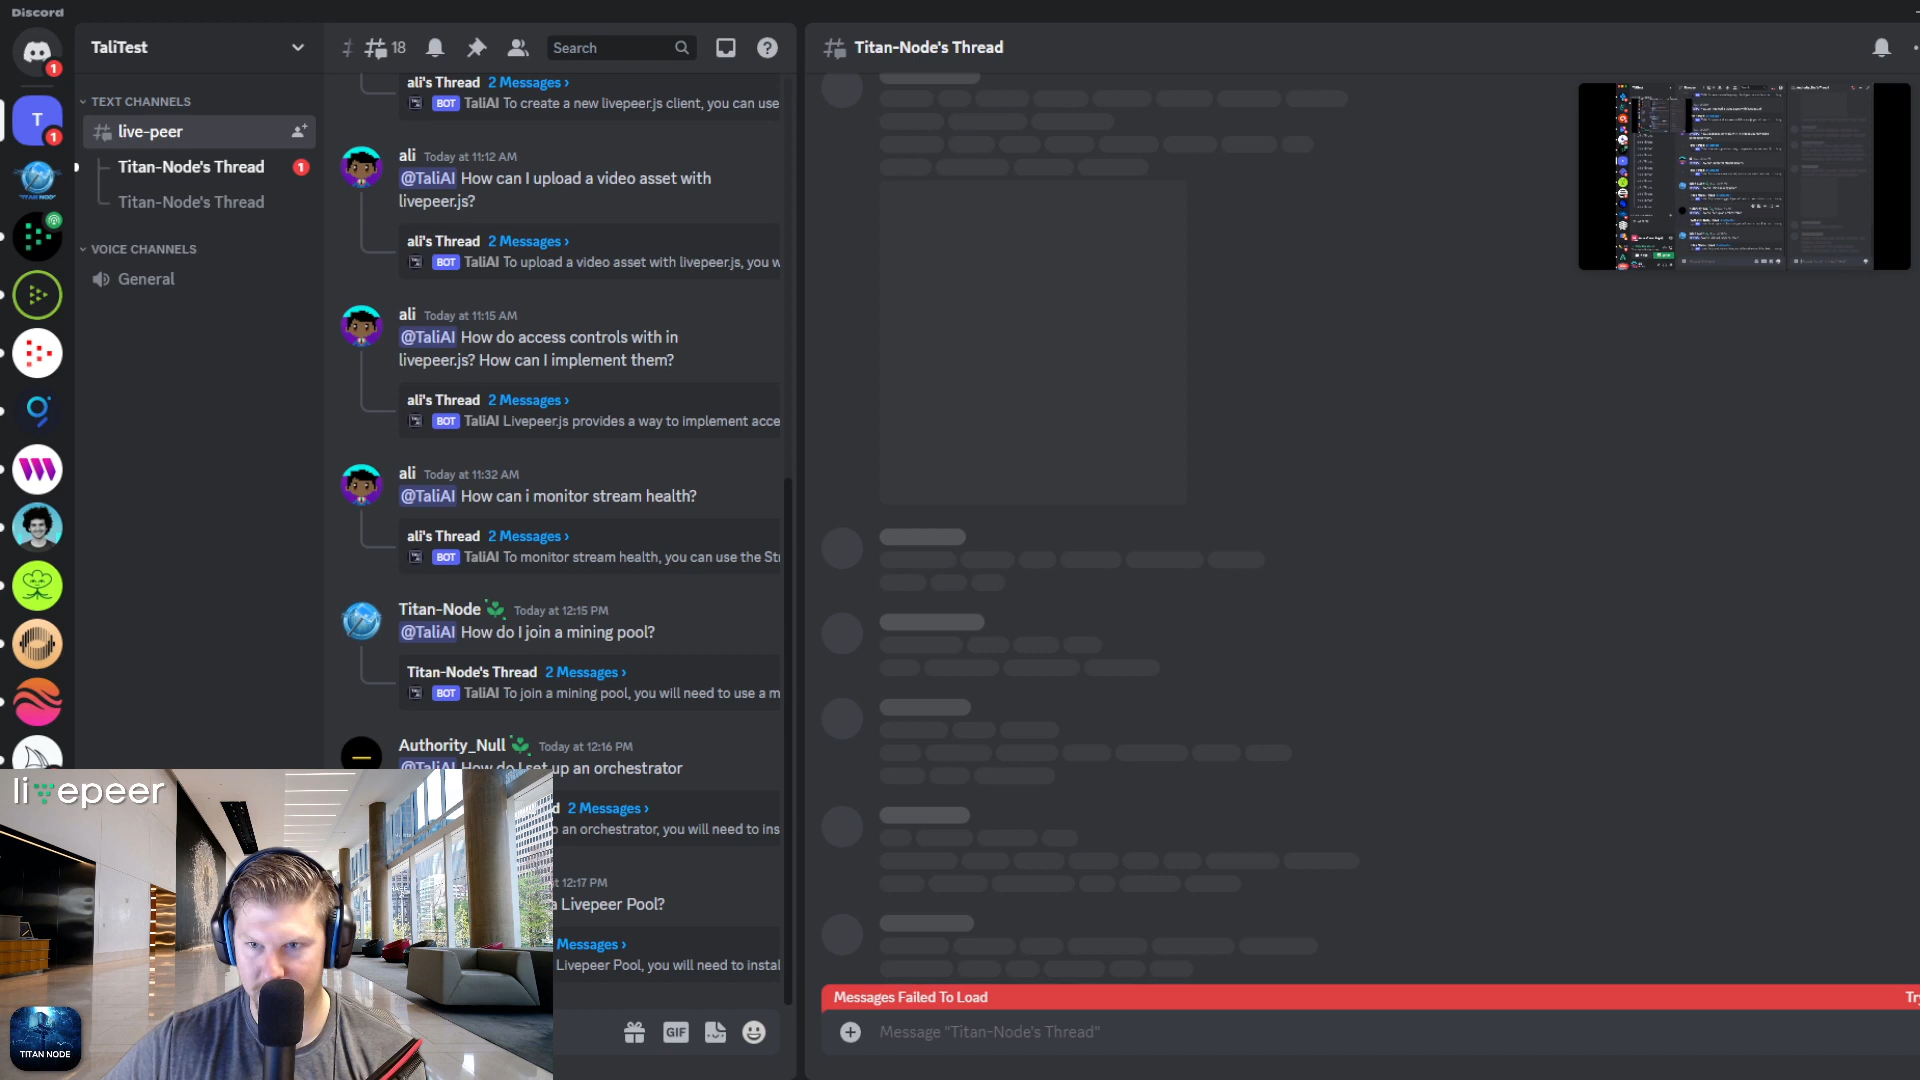 Discord
TaliTest
18
Search
Titan-Node's Thread
1
TEXT CHANNELS
T
1
live-peer
Titan-Node's Thread
1
Titan-Node's Thread
VOICE CHANNELS
General
ali's Thread 2 Messages ›
BOT TaliAI To create a new livepeer.js client, you can use
ali Today at 11:12 AM
@TaliAI How can I upload a video asset with
livepeer.js?
ali's Thread 2 Messages ›
BOT TaliAI To upload a video asset with livepeer.js, you w
ali Today at 11:15 AM
@TaliAI How do access controls with in
livepeer.js? How can I implement them?
ali's Thread 2 Messages ›
BOT TaliAI Livepeer.js provides a way to implement acce
ali Today at 11:32 AM
@TaliAI How can i monitor stream health?
ali's Thread 2 Messages ›
BOT TaliAI To monitor stream health, you can use the St
Titan-Node Today at 12:15 PM
@TaliAI How do I join a mining pool?
Titan-Node's Thread 2 Messages ›
BOT TaliAI To join a mining pool, you will need to use a m
Authority_Null Today at 12:16 PM
@TaliAI How do I set up an orchestrator
d 2 Messages ›
o an orchestrator, you will need to ins
t 12:17 PM
a Livepeer Pool?
Messages ›
Livepeer Pool, you will need to instal
GIF
livepeer
TITAN NODE
Messages Failed To Load
Try
Message "Titan-Node's Thread"